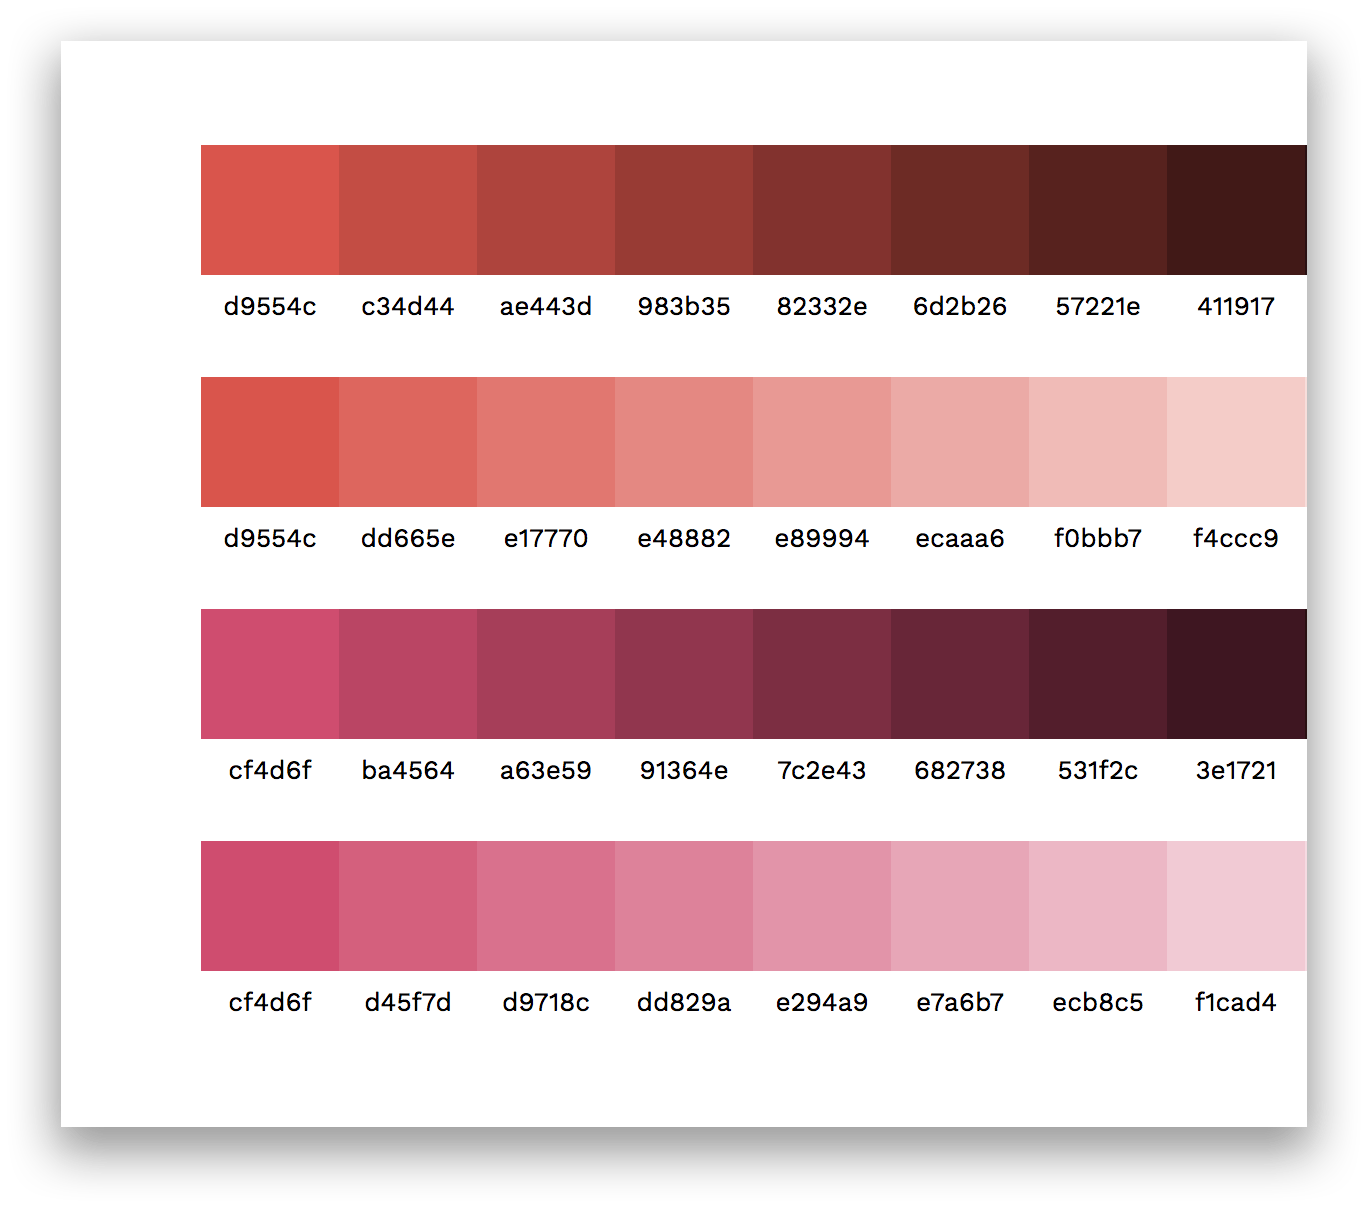 d9554c c34d44 ae443d 983b35 82332e 6d2b26 57221e 411917
d9554c dd665e e17770 e48882 e89994 ecaaa6 f0bbb7 f4ccc9
cf4d6f ba4564 a63e59 91364e 7c2e43 682738 531f2c 3e1721
cf4d6f d45f7d d9718c dd829a e294a9 e7a6b7 ecb8c5 f1cad4